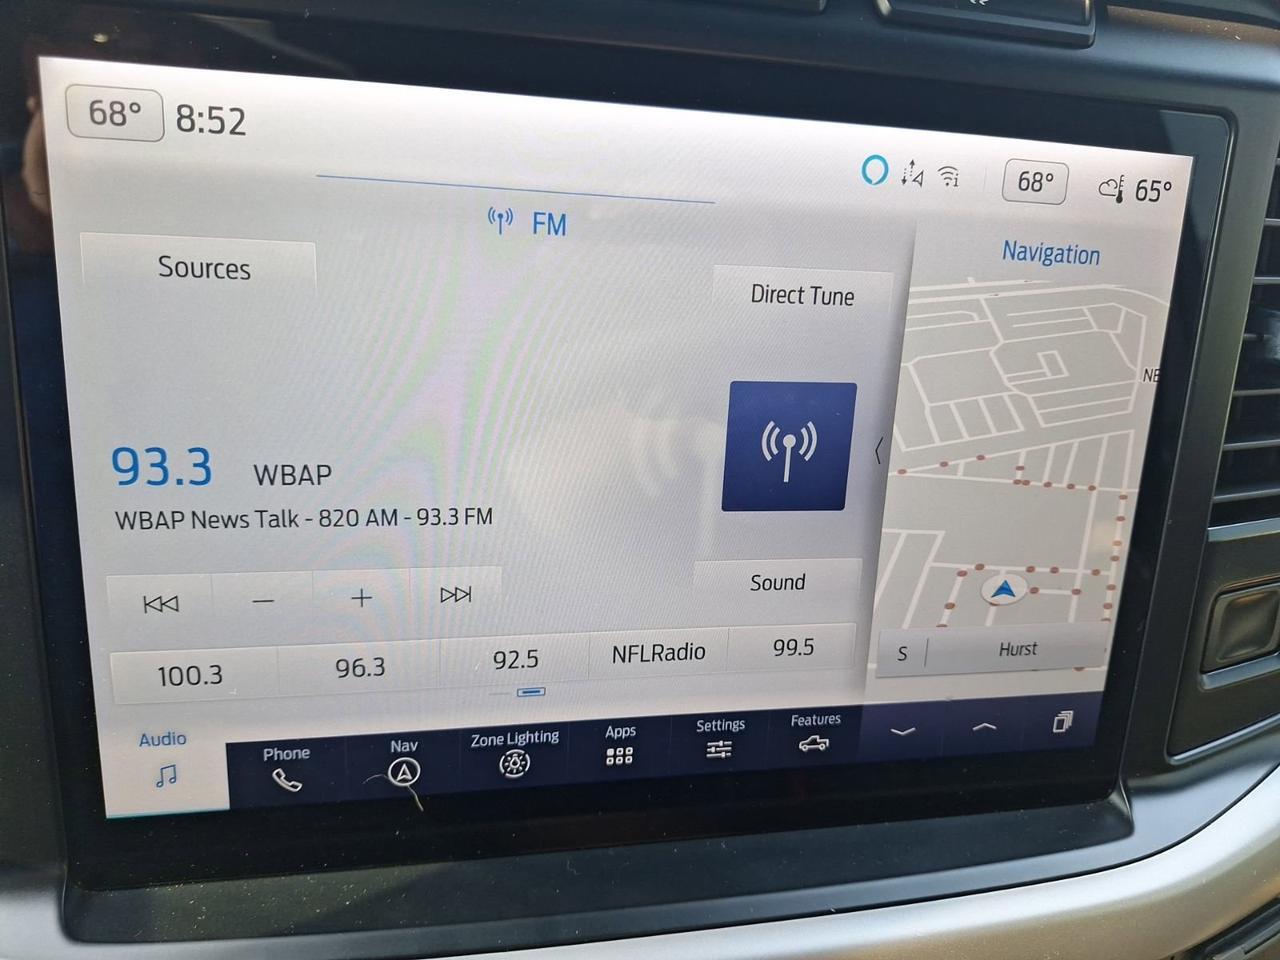 68° 8:52
68° 65°
FM
Sources
Direct Tune
Navigation
NE
93.3 WBAP
WBAP News Talk - 820 AM - 93.3 FM
Sound
100.3 96.3 92.5 NFLRadio 99.5
S Hurst
Audio Phone Nav Zone Lighting Apps Settings Features